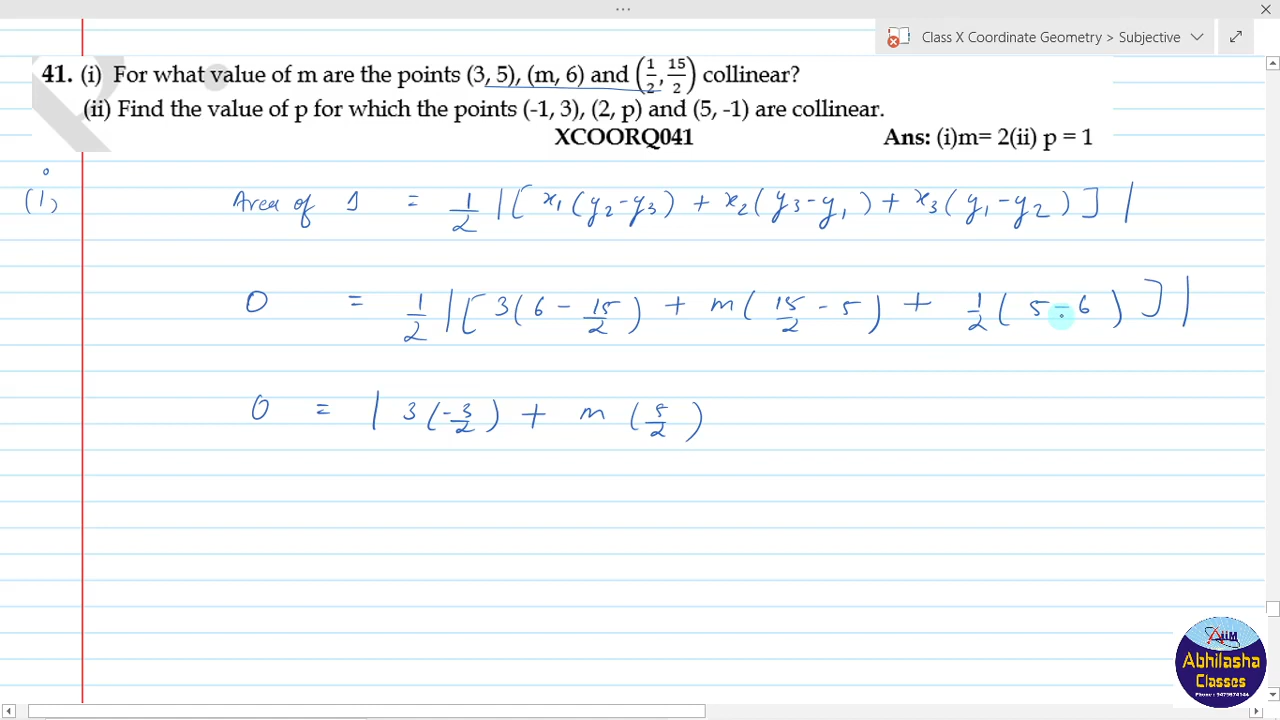 Class X Coordinate Geometry > Subjective
41. (i) For what value of m are the points (3, 5), (m, 6) and (1/2, 15/2) collinear?
(ii) Find the value of p for which the points (-1, 3), (2, p) and (5, -1) are collinear.
XCOORQ041 Ans: (i)m= 2(ii) p = 1
(i) Area of Δ = 1/2 |[ x₁(y₂-y₃) + x₂(y₃-y₁) + x₃(y₁-y₂) ]|
0 = 1/2 |[ 3(6 - 15/2) + m(15/2 - 5) + 1/2(5-6) ]|
0 = | 3(-3/2) + m(5/2)
AIIM
Abhilasha
Classes
Phone : 9479874144